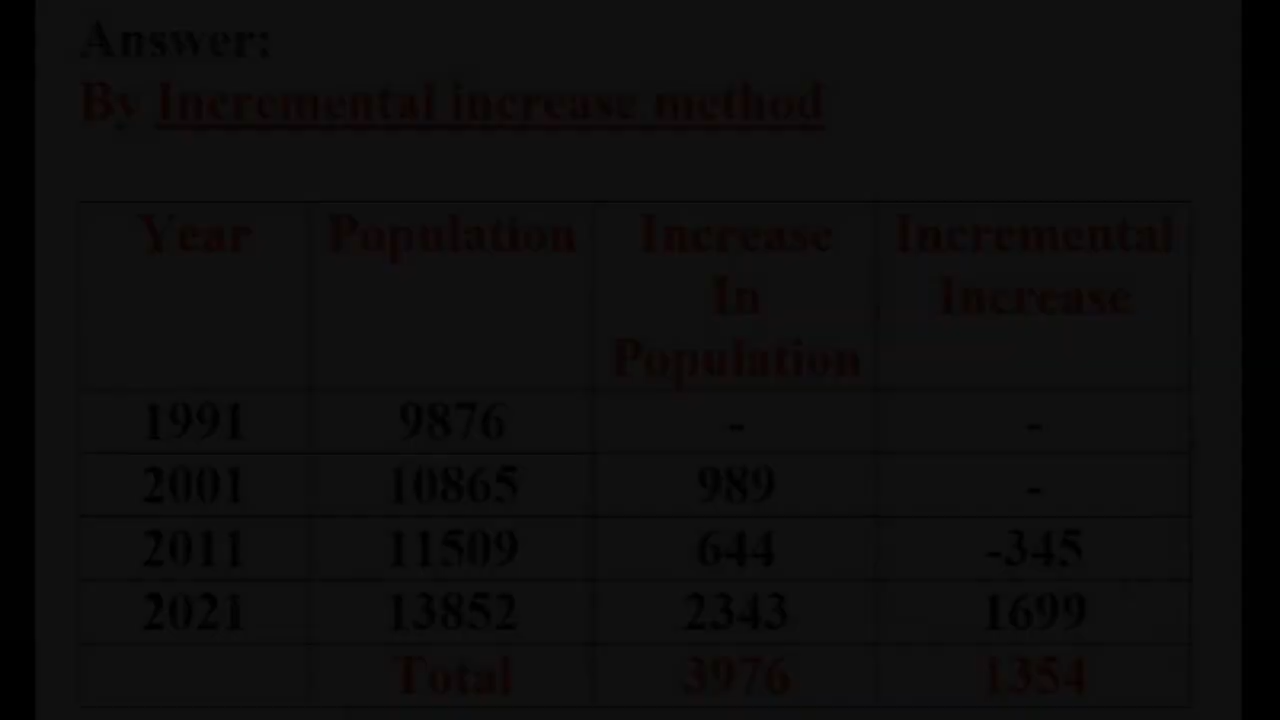 Answer:
By Incremental increase method
Year Population Increase In Population Incremental Increase
1991 9876 - -
2001 10865 989 -
2011 11509 644 -345
2021 13852 2343 1699
Total 3976 1354